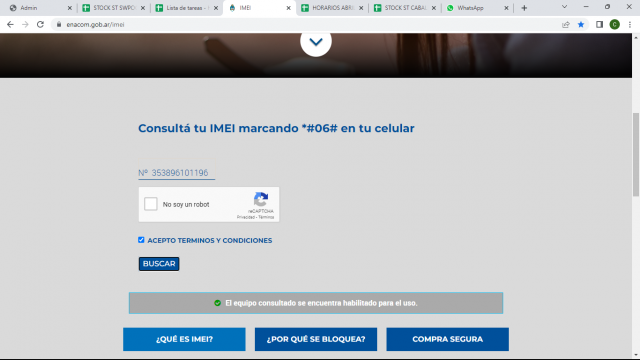 Admin
STOCK ST SWPO
Lista de tareas -
IMEI
HORARIOS ABRI
STOCK ST CABA
WhatsApp
enacom.gob.ar/imei
C
Consultá tu IMEI marcando *#06# en tu celular
Nº 353896101196
No soy un robot
reCAPTCHA
Privacidad - Términos
ACEPTO TERMINOS Y CONDICIONES
BUSCAR
El equipo consultado se encuentra habilitado para el uso.
¿QUÉ ES IMEI?
¿POR QUÉ SE BLOQUEA?
COMPRA SEGURA